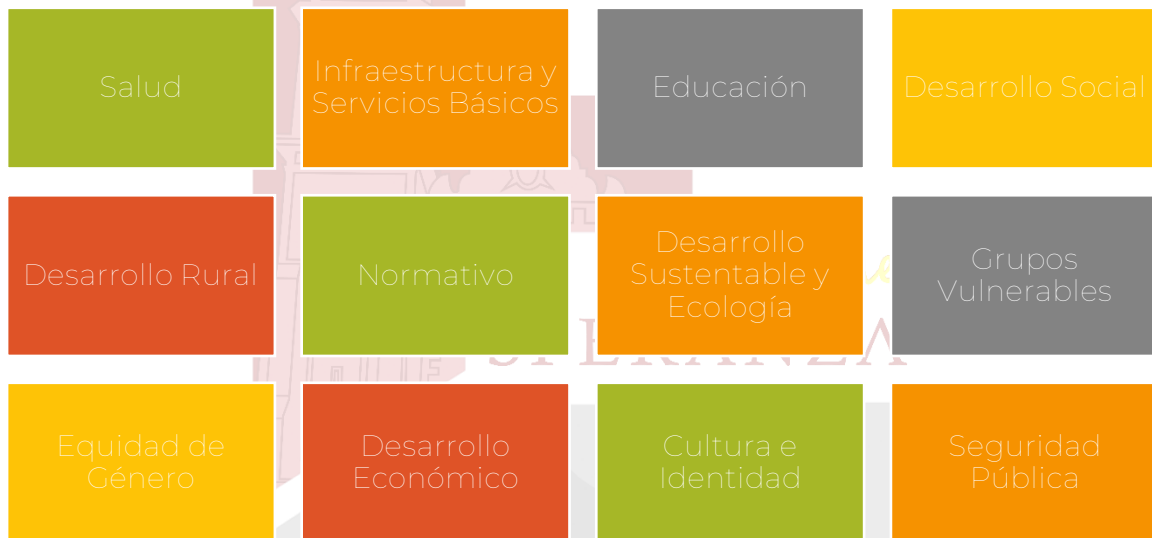 Salud
Infraestructura y
Servicios Básicos
Educación
Desarrollo Social
Desarrollo Rural
Normativo
Desarrollo
Sustentable y
Ecología
Grupos
Vulnerables
Equidad de
Género
Desarrollo
Económico
Cultura e
Identidad
Seguridad
Pública